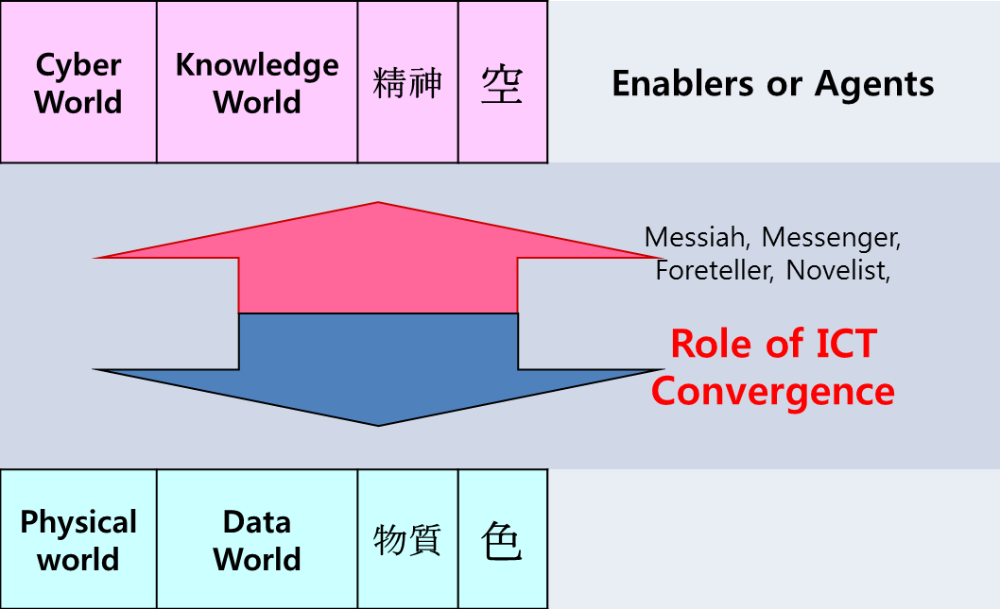 Cyber
World
Knowledge
World
精神
空
Enablers or Agents
Messiah, Messenger,
Foreteller, Novelist,
Role of ICT
Convergence
Physical
world
Data
World
物質
色